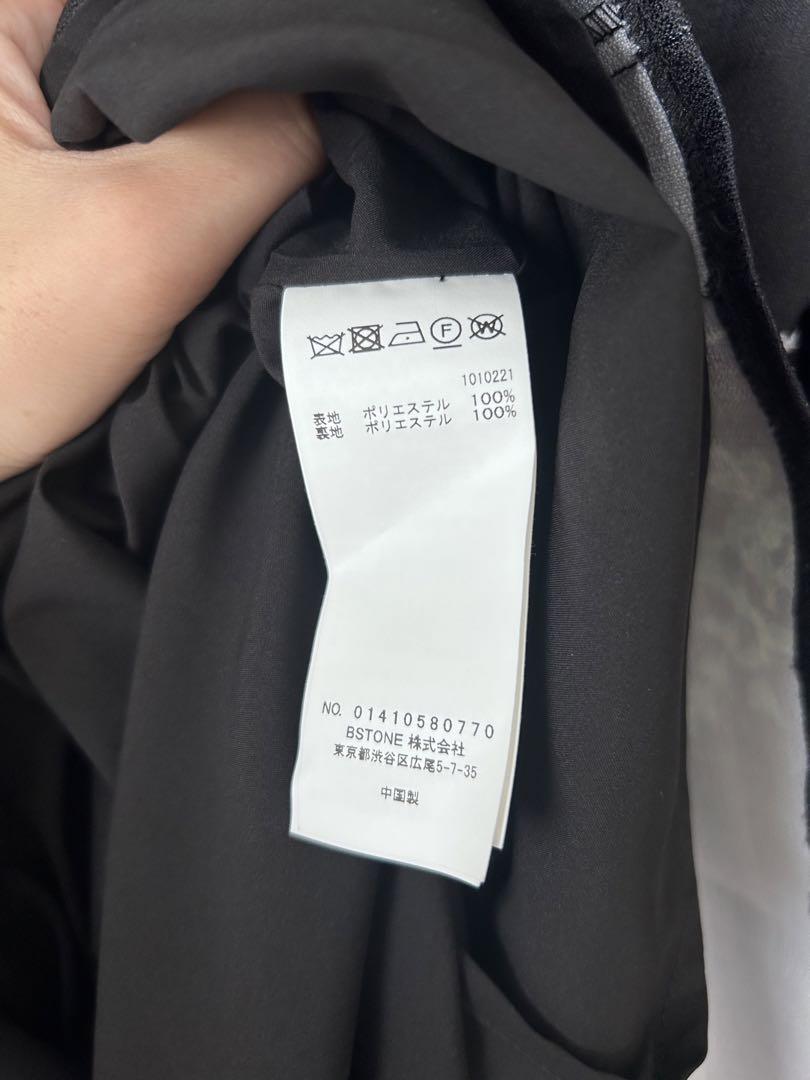 F W
1010221
表地 ポリエステル 100%
裏地 ポリエステル 100%
NO. 01410580770
BSTONE 株式会社
東京都渋谷区広尾5-7-35
中国製